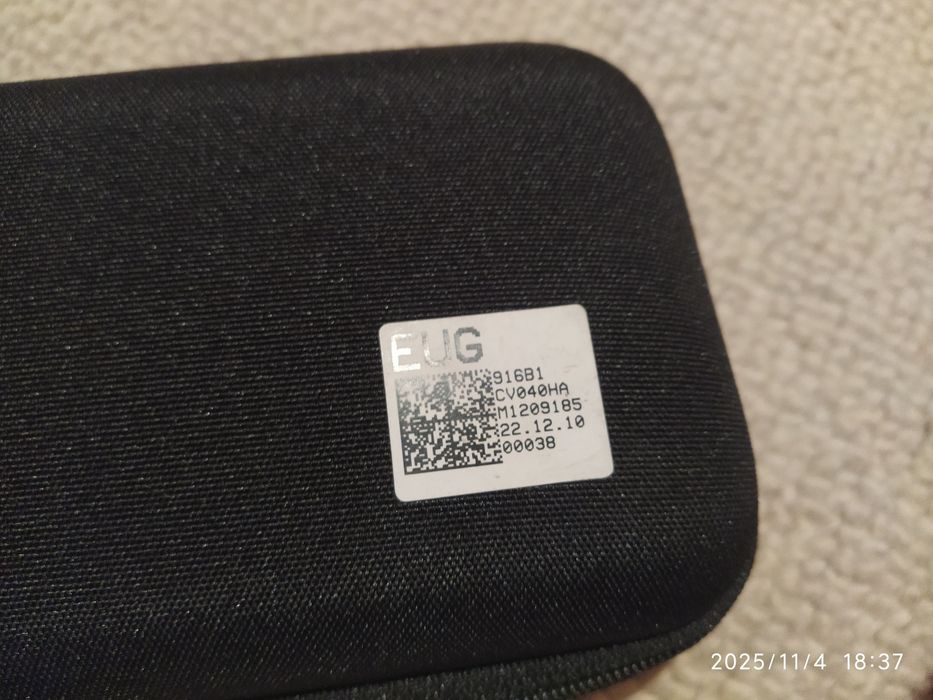 EUG
916B1
CV040HA
M1209185
22.12.10
00038
2025/11/4 18:37